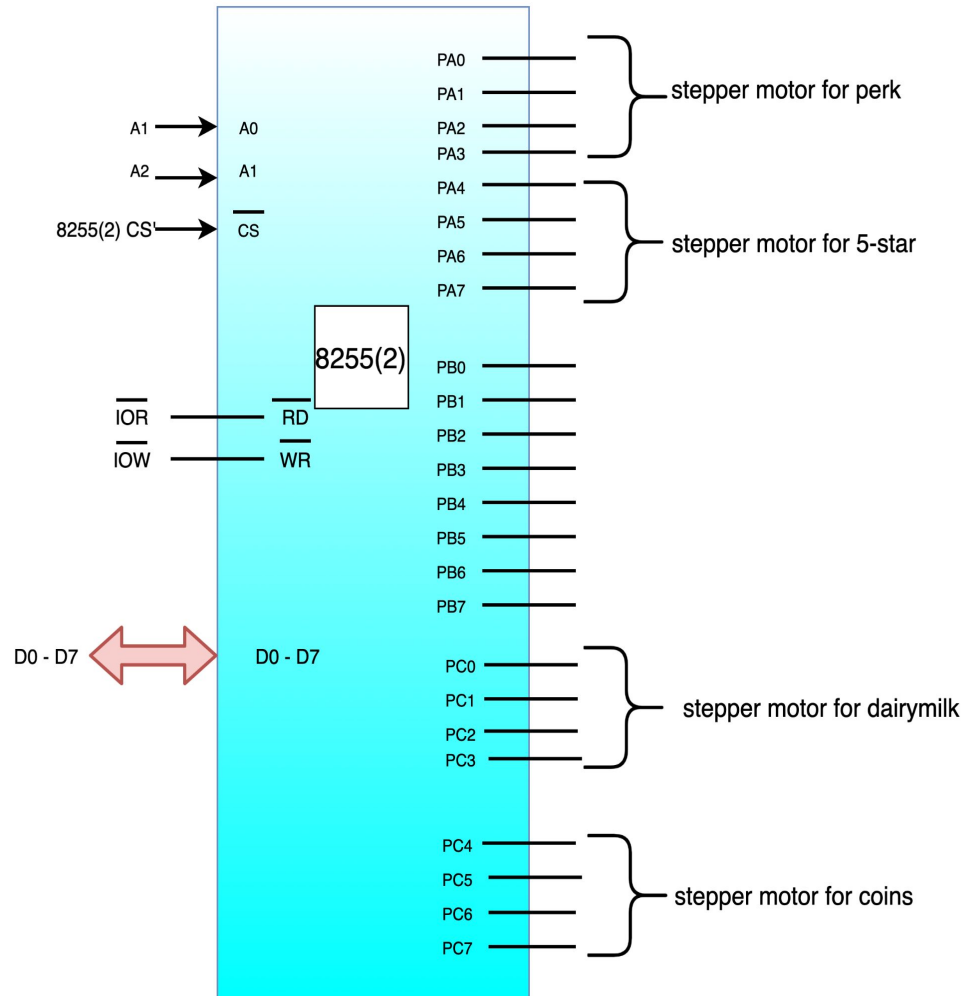 PA0
PA1
stepper motor for perk
A1
A0
PA2
PA3
A2
A1
PA4
8255(2) CS'
CS
PA5
stepper motor for 5-star
PA6
PA7
8255(2)
PB0
PB1
IOR
RD
PB2
IOW
WR
PB3
PB4
PB5
PB6
PB7
D0 - D7
D0 - D7
PC0
PC1
stepper motor for dairymilk
PC2
PC3
PC4
PC5
stepper motor for coins
PC6
PC7